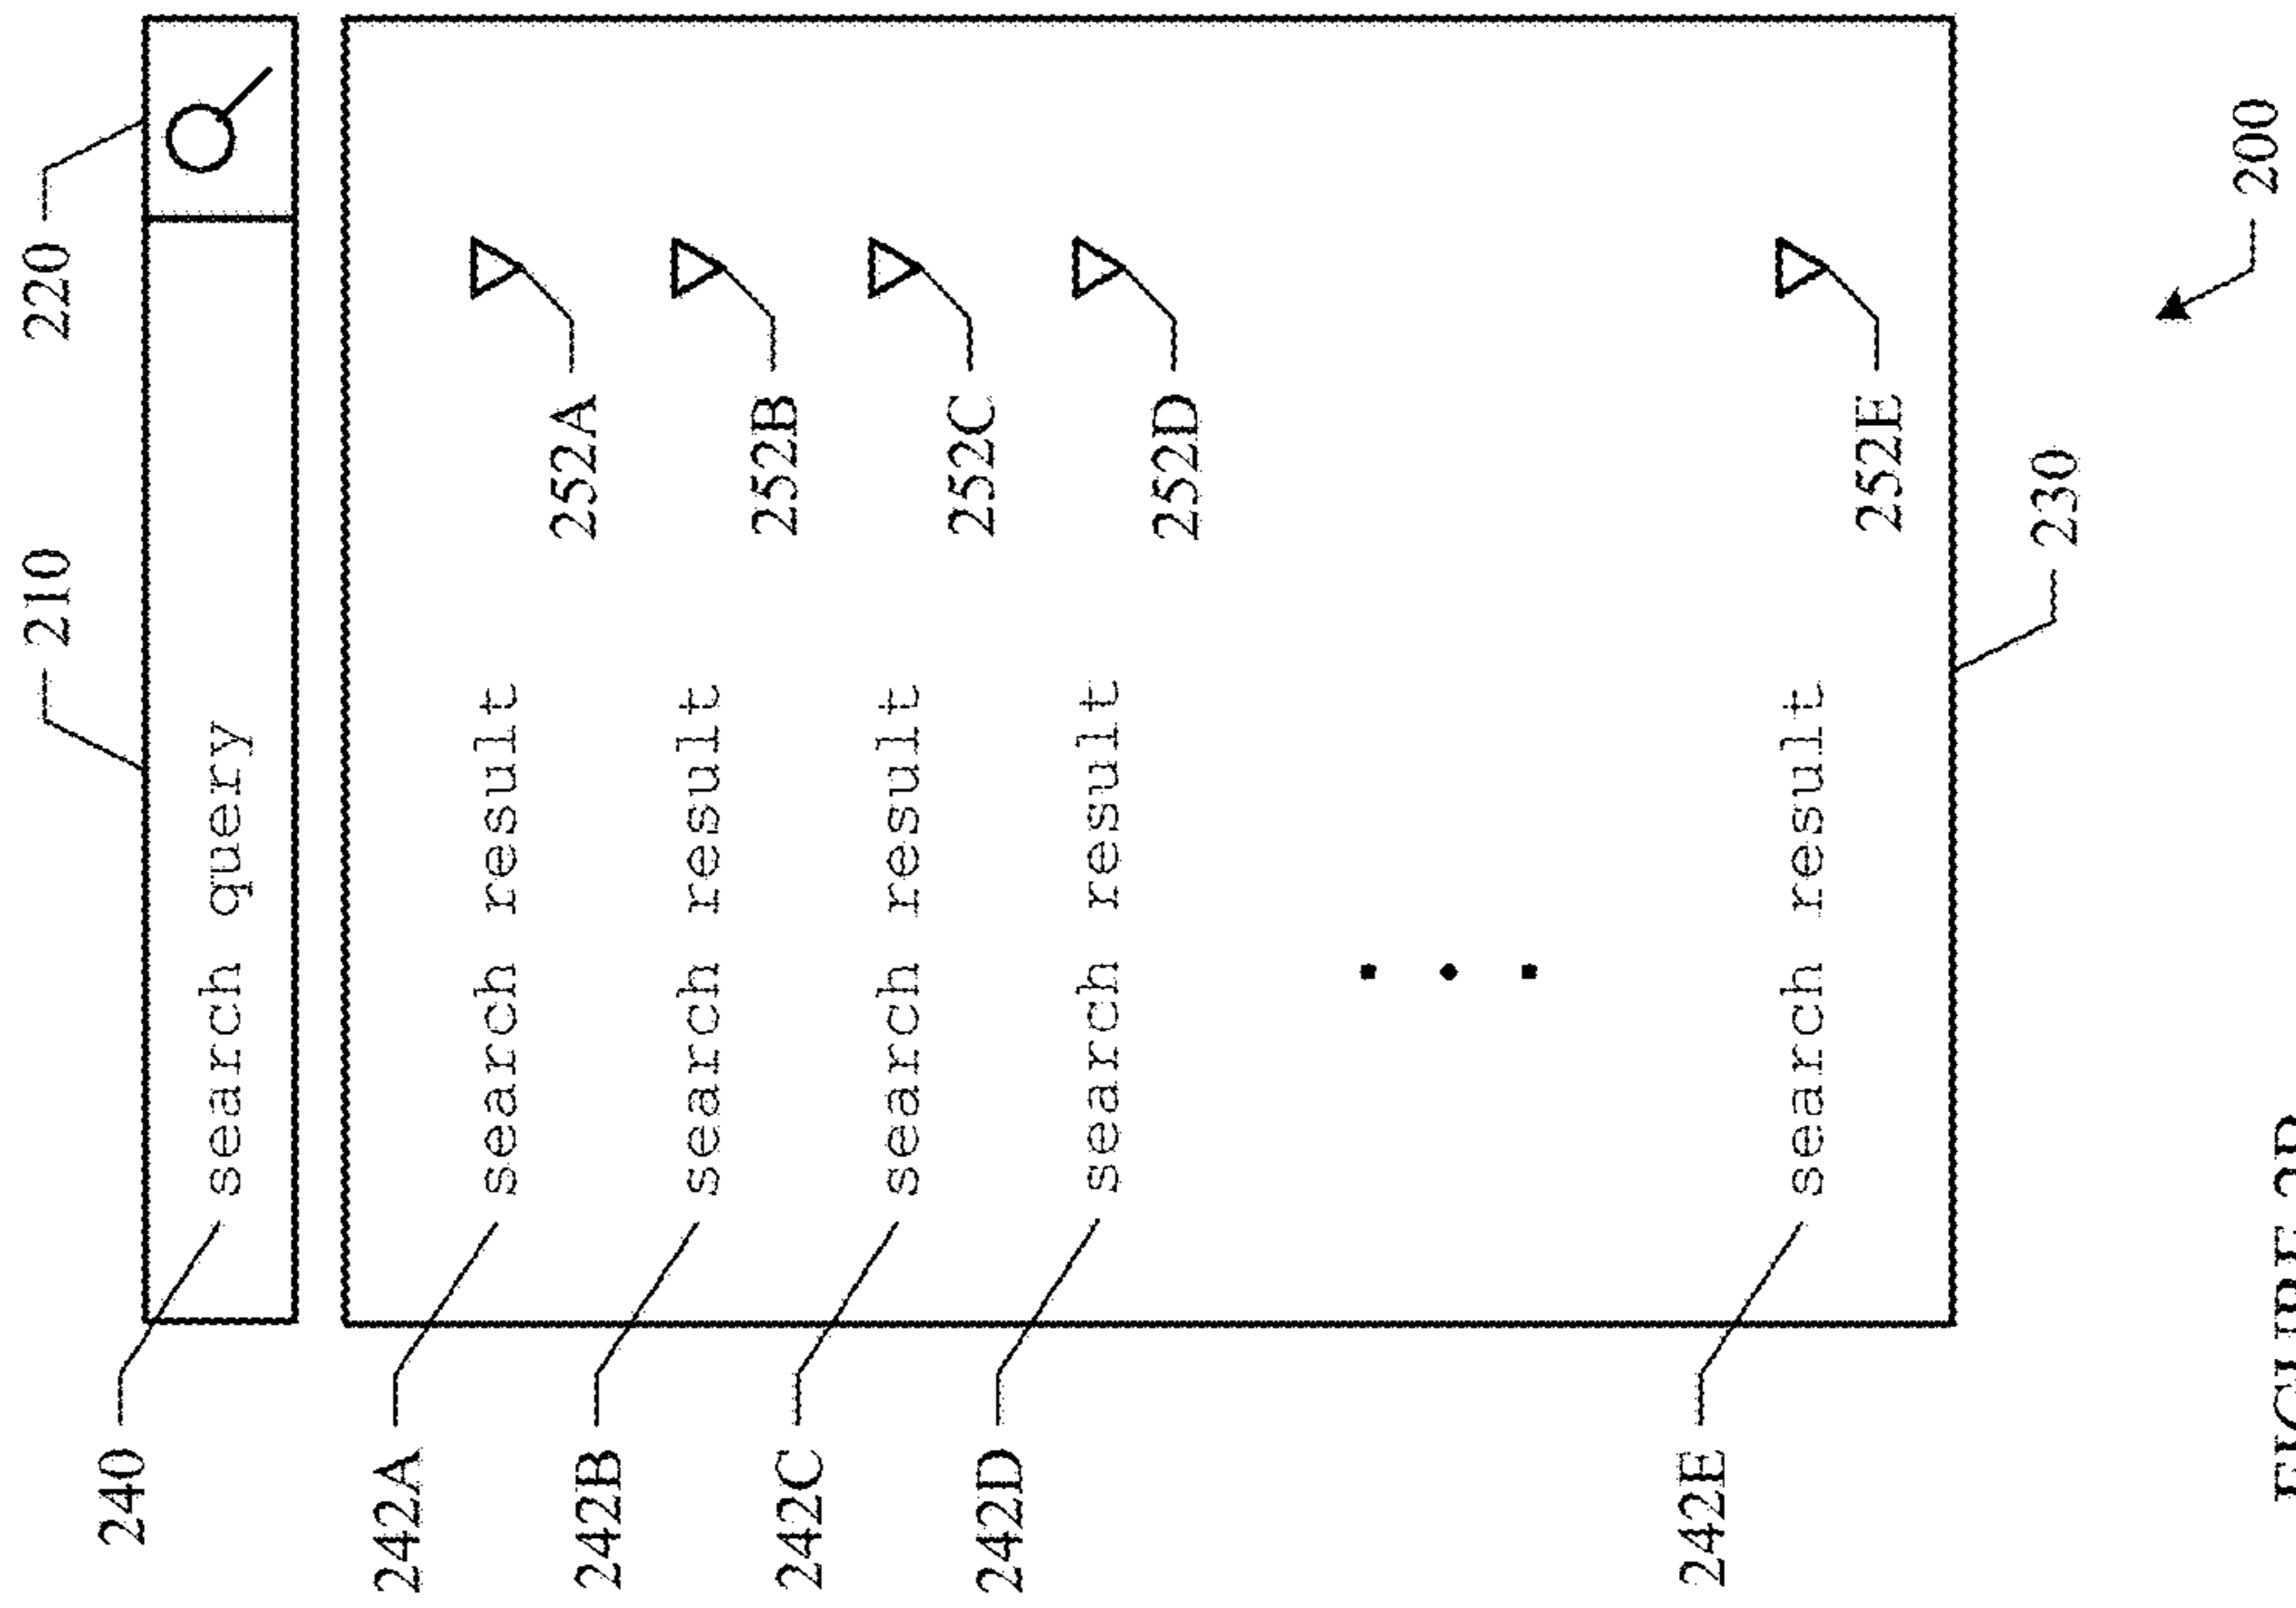 210 220
240
search query
242A search result 252A
242B search result 252B
242C search result 252C
242D search result 252D
242E search result 252E
230
200
FIGURE